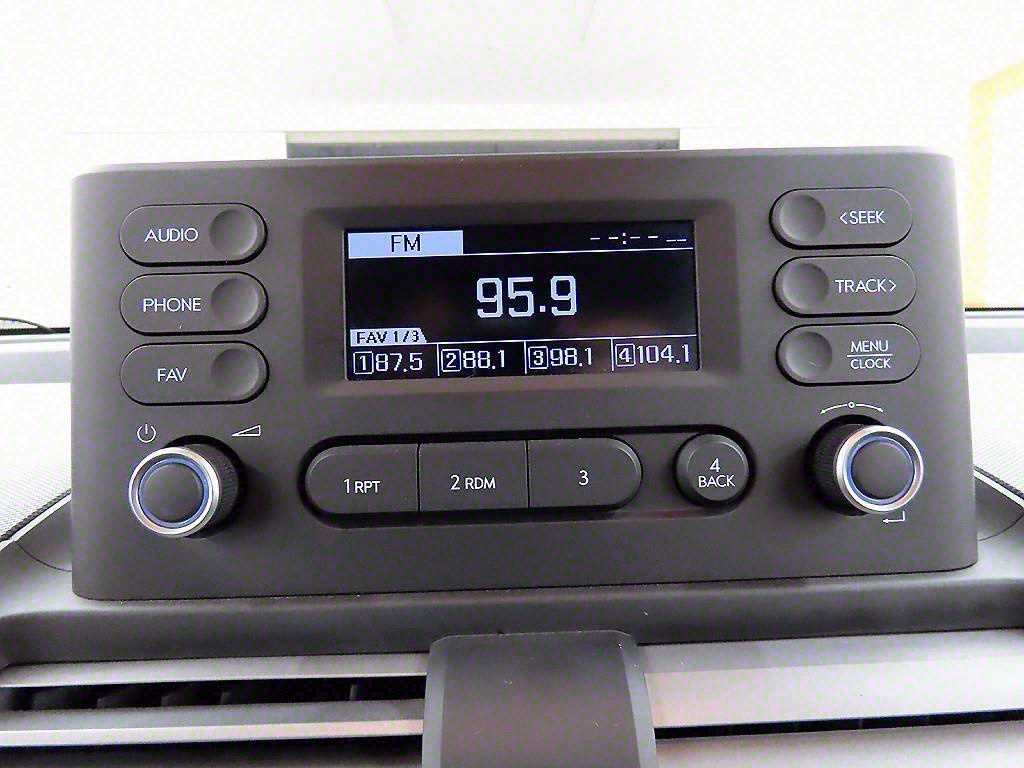 AUDIO
PHONE
FAV
FM --:-- --
95.9
FAV 1/3
1 87.5 2 88.1 3 98.1 4 104.1
<SEEK
TRACK>
MENU
CLOCK
1 RPT 2 RDM 3
4
BACK